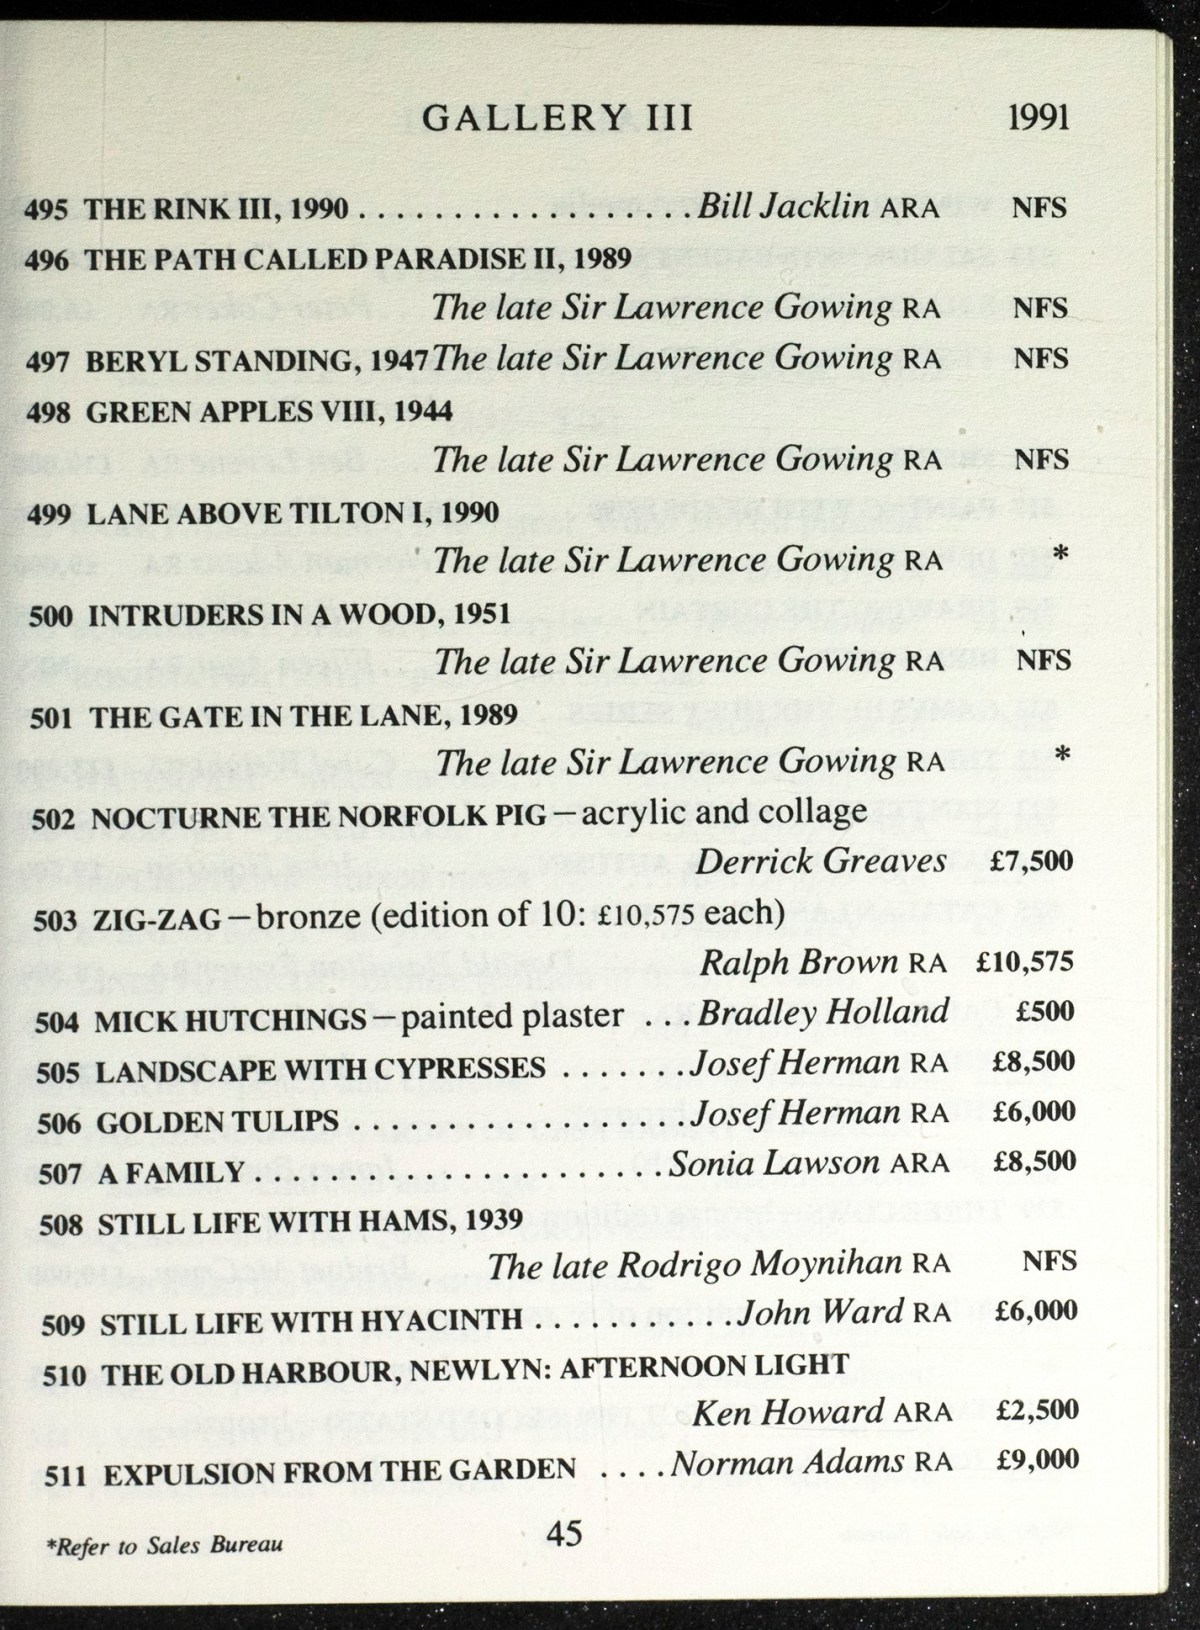 GALLERY III 1991
495 THE RINK III, 1990 . . . . . . . . . . . . . . . . . . Bill Jacklin ARA NFS
496 THE PATH CALLED PARADISE II, 1989
The late Sir Lawrence Gowing RA NFS
497 BERYL STANDING, 1947 The late Sir Lawrence Gowing RA NFS
498 GREEN APPLES VIII, 1944
The late Sir Lawrence Gowing RA NFS
499 LANE ABOVE TILTON I, 1990
The late Sir Lawrence Gowing RA *
500 INTRUDERS IN A WOOD, 1951
The late Sir Lawrence Gowing RA NFS
501 THE GATE IN THE LANE, 1989
The late Sir Lawrence Gowing RA *
502 NOCTURNE THE NORFOLK PIG—acrylic and collage
Derrick Greaves £7,500
503 ZIG-ZAG—bronze (edition of 10: £10,575 each)
Ralph Brown RA £10,575
504 MICK HUTCHINGS—painted plaster . . . Bradley Holland £500
505 LANDSCAPE WITH CYPRESSES . . . . . . . Josef Herman RA £8,500
506 GOLDEN TULIPS . . . . . . . . . . . . . . . . . . Josef Herman RA £6,000
507 A FAMILY . . . . . . . . . . . . . . . . . . . . . . Sonia Lawson ARA £8,500
508 STILL LIFE WITH HAMS, 1939
The late Rodrigo Moynihan RA NFS
509 STILL LIFE WITH HYACINTH . . . . . . . . . . . John Ward RA £6,000
510 THE OLD HARBOUR, NEWLYN: AFTERNOON LIGHT
Ken Howard ARA £2,500
511 EXPULSION FROM THE GARDEN . . . . Norman Adams RA £9,000
*Refer to Sales Bureau 45